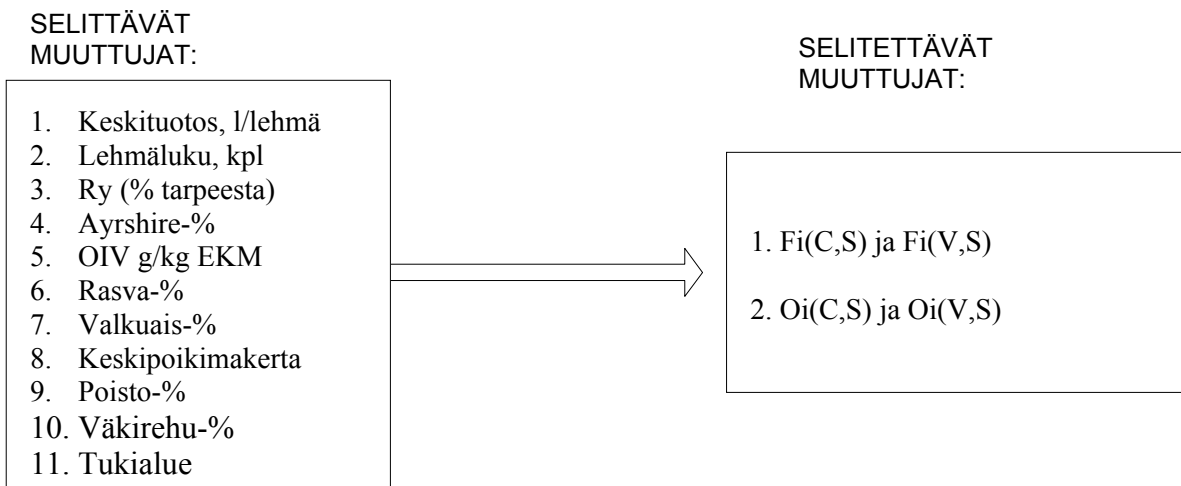 SELITTÄVÄT
MUUTTUJAT:
1. Keskituotos, l/lehmä
2. Lehmäluku, kpl
3. Ry (% tarpeesta)
4. Ayrshire-%
5. OIV g/kg EKM
6. Rasva-%
7. Valkuais-%
8. Keskipoikimakerta
9. Poisto-%
10. Väkirehu-%
11. Tukialue
SELITETTÄVÄT
MUUTTUJAT:
1. Fi(C,S) ja Fi(V,S)
2. Oi(C,S) ja Oi(V,S)